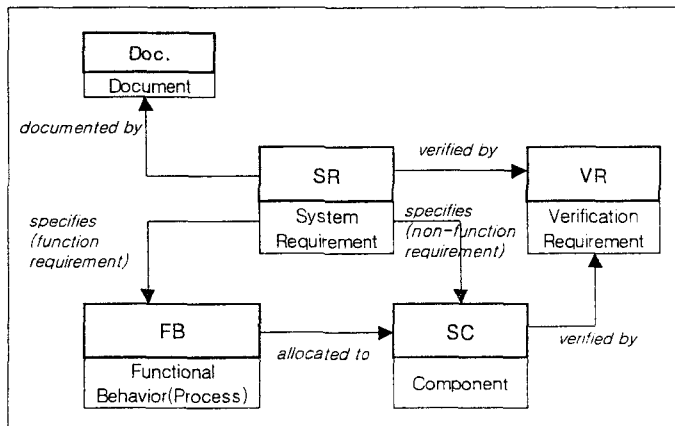 Doc.
Document
documented by
SR
System
Requirement
verified by
VR
Verification
Requirement
specifies
(function
requirement)
specifies
(non-function
requirement)
FB
Functional
Behavior(Process)
allocated to
SC
Component
verified by